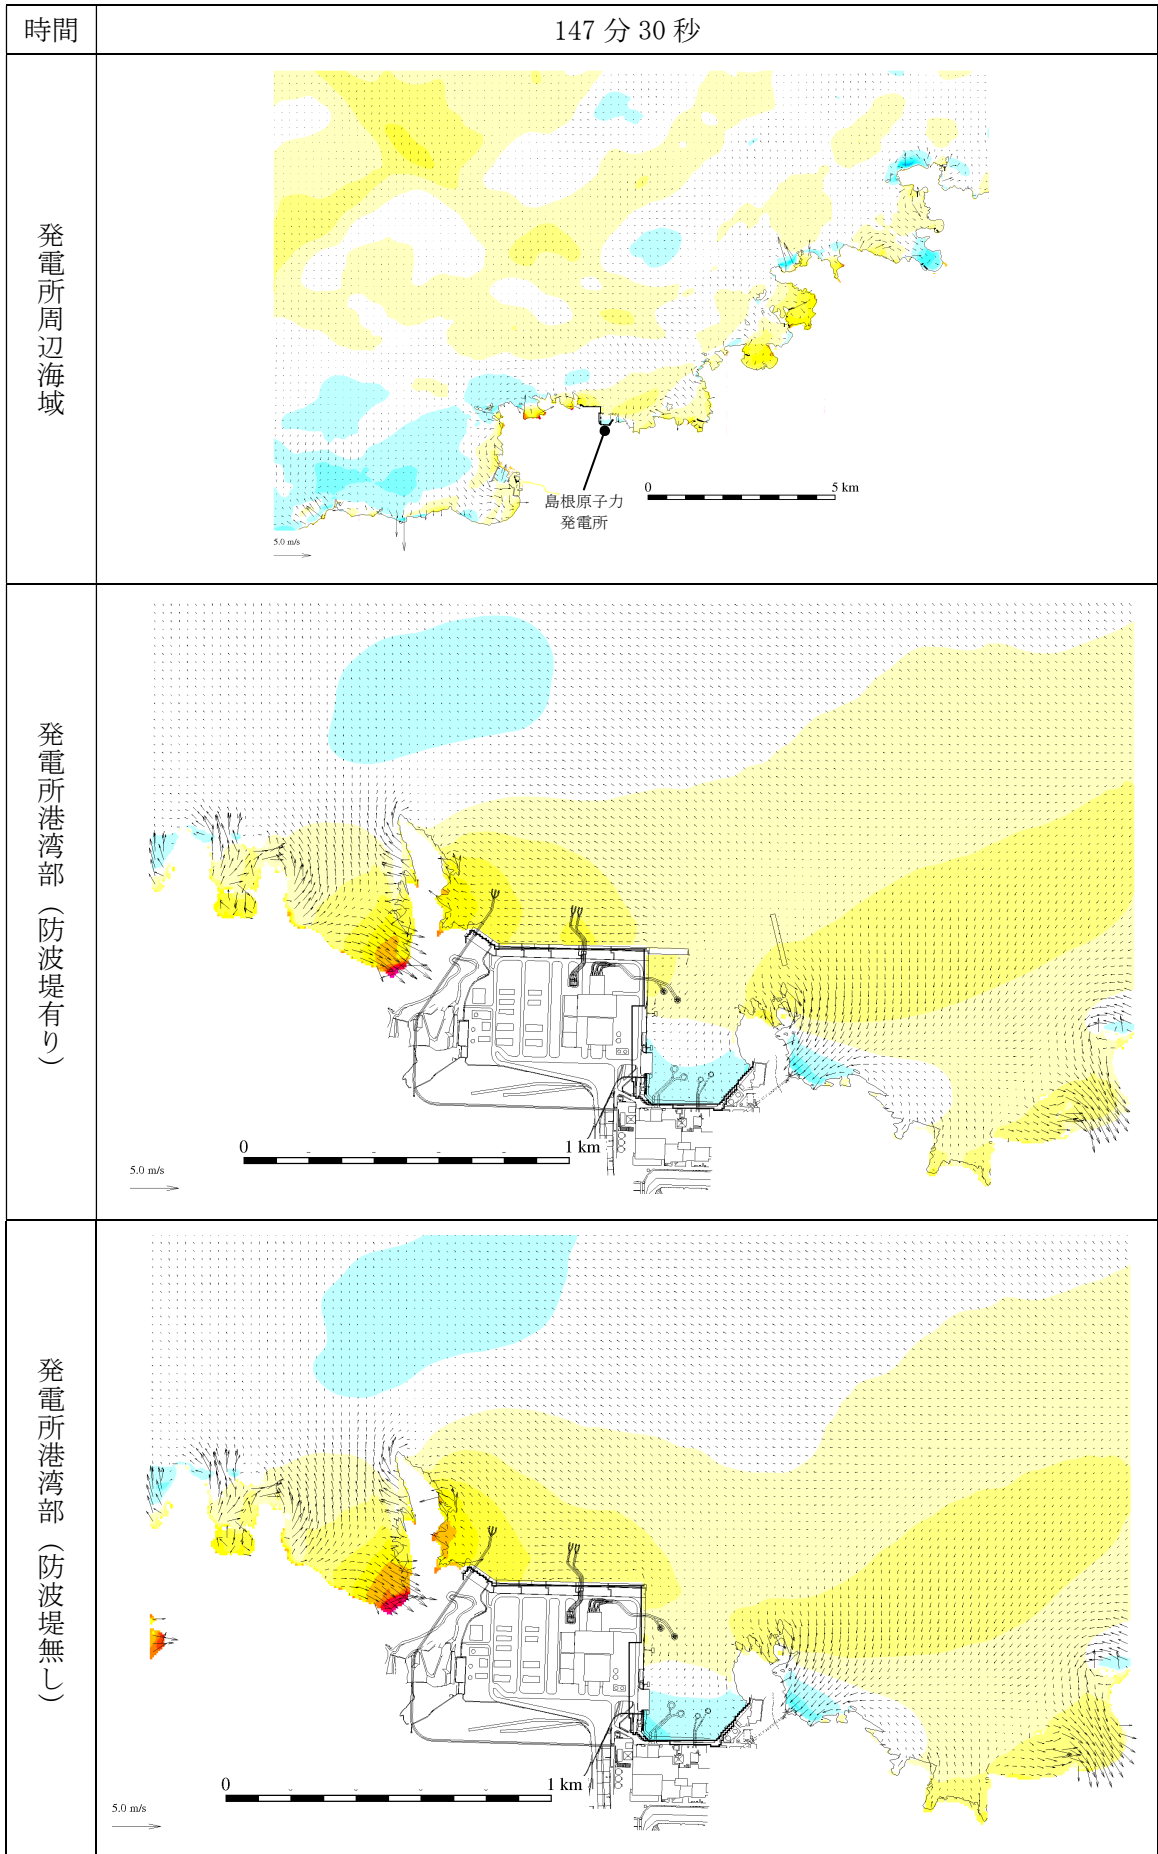 時間
147 分 30 秒
発電所周辺海域
島根原子力
発電所
0
5 km
5.0 m/s
発電所港湾部（防波堤有り）
0
1 km
5.0 m/s
発電所港湾部（防波堤無し）
0
1 km
5.0 m/s